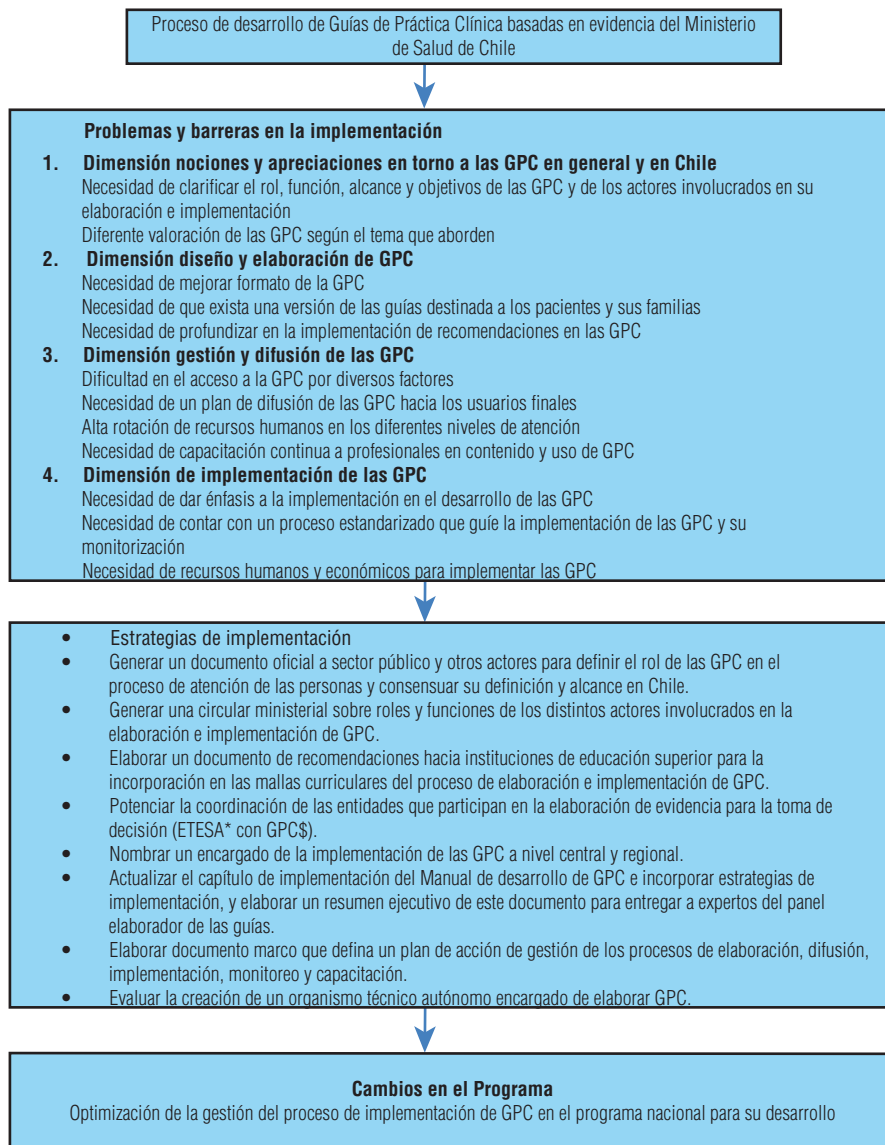 Proceso de desarrollo de Guías de Práctica Clínica basadas en evidencia del Ministerio
de Salud de Chile
Problemas y barreras en la implementación
1. Dimensión nociones y apreciaciones en torno a las GPC en general y en Chile
Necesidad de clarificar el rol, función, alcance y objetivos de las GPC y de los actores involucrados en su
elaboración e implementación
Diferente valoración de las GPC según el tema que aborden
2. Dimensión diseño y elaboración de GPC
Necesidad de mejorar formato de la GPC
Necesidad de que exista una versión de las guías destinada a los pacientes y sus familias
Necesidad de profundizar en la implementación de recomendaciones en las GPC
3. Dimensión gestión y difusión de las GPC
Dificultad en el acceso a la GPC por diversos factores
Necesidad de un plan de difusión de las GPC hacia los usuarios finales
Alta rotación de recursos humanos en los diferentes niveles de atención
Necesidad de capacitación continua a profesionales en contenido y uso de GPC
4. Dimensión de implementación de las GPC
Necesidad de dar énfasis a la implementación en el desarrollo de las GPC
Necesidad de contar con un proceso estandarizado que guíe la implementación de las GPC y su
monitorización
Necesidad de recursos humanos y económicos para implementar las GPC
• Estrategias de implementación
• Generar un documento oficial a sector público y otros actores para definir el rol de las GPC en el
proceso de atención de las personas y consensuar su definición y alcance en Chile.
• Generar una circular ministerial sobre roles y funciones de los distintos actores involucrados en la
elaboración e implementación de GPC.
• Elaborar un documento de recomendaciones hacia instituciones de educación superior para la
incorporación en las mallas curriculares del proceso de elaboración e implementación de GPC.
• Potenciar la coordinación de las entidades que participan en la elaboración de evidencia para la toma de
decisión (ETESA* con GPC$).
• Nombrar un encargado de la implementación de las GPC a nivel central y regional.
• Actualizar el capítulo de implementación del Manual de desarrollo de GPC e incorporar estrategias de
implementación, y elaborar un resumen ejecutivo de este documento para entregar a expertos del panel
elaborador de las guías.
• Elaborar documento marco que defina un plan de acción de gestión de los procesos de elaboración, difusión,
implementación, monitoreo y capacitación.
• Evaluar la creación de un organismo técnico autónomo encargado de elaborar GPC.
Cambios en el Programa
Optimización de la gestión del proceso de implementación de GPC en el programa nacional para su desarrollo